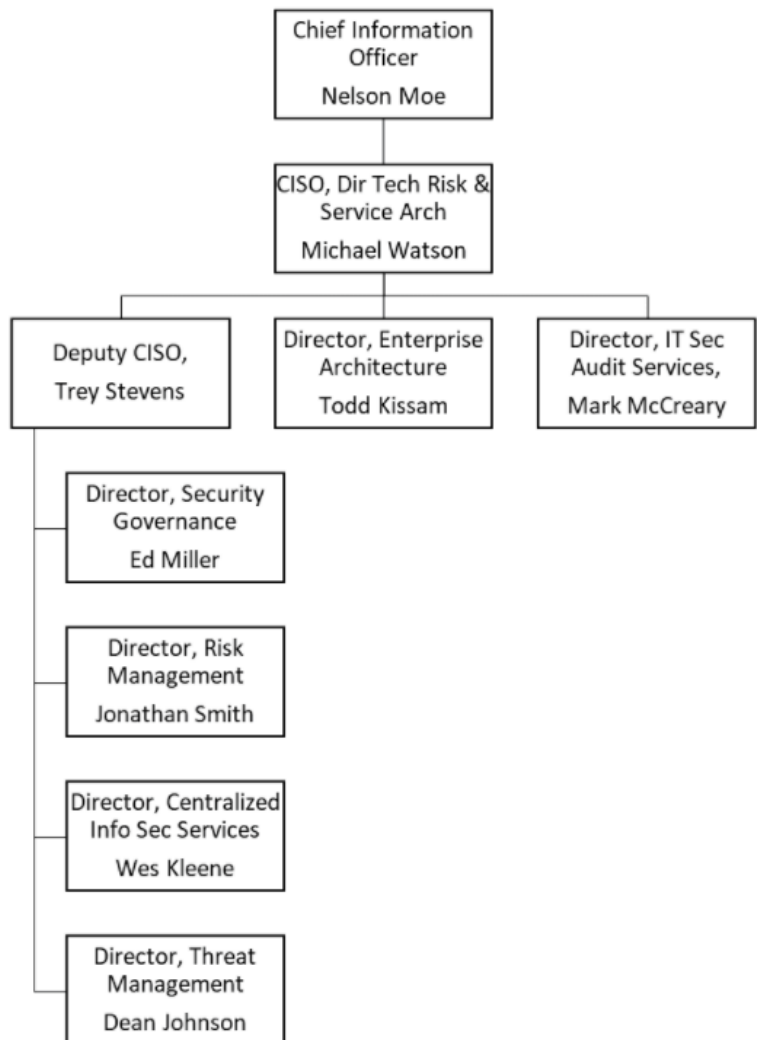 Chief Information
Officer
Nelson Moe
CISO, Dir Tech Risk &
Service Arch
Michael Watson
Deputy CISO,
Trey Stevens
Director, Enterprise
Architecture
Todd Kissam
Director, IT Sec
Audit Services,
Mark McCreary
Director, Security
Governance
Ed Miller
Director, Risk
Management
Jonathan Smith
Director, Centralized
Info Sec Services
Wes Kleene
Director, Threat
Management
Dean Johnson